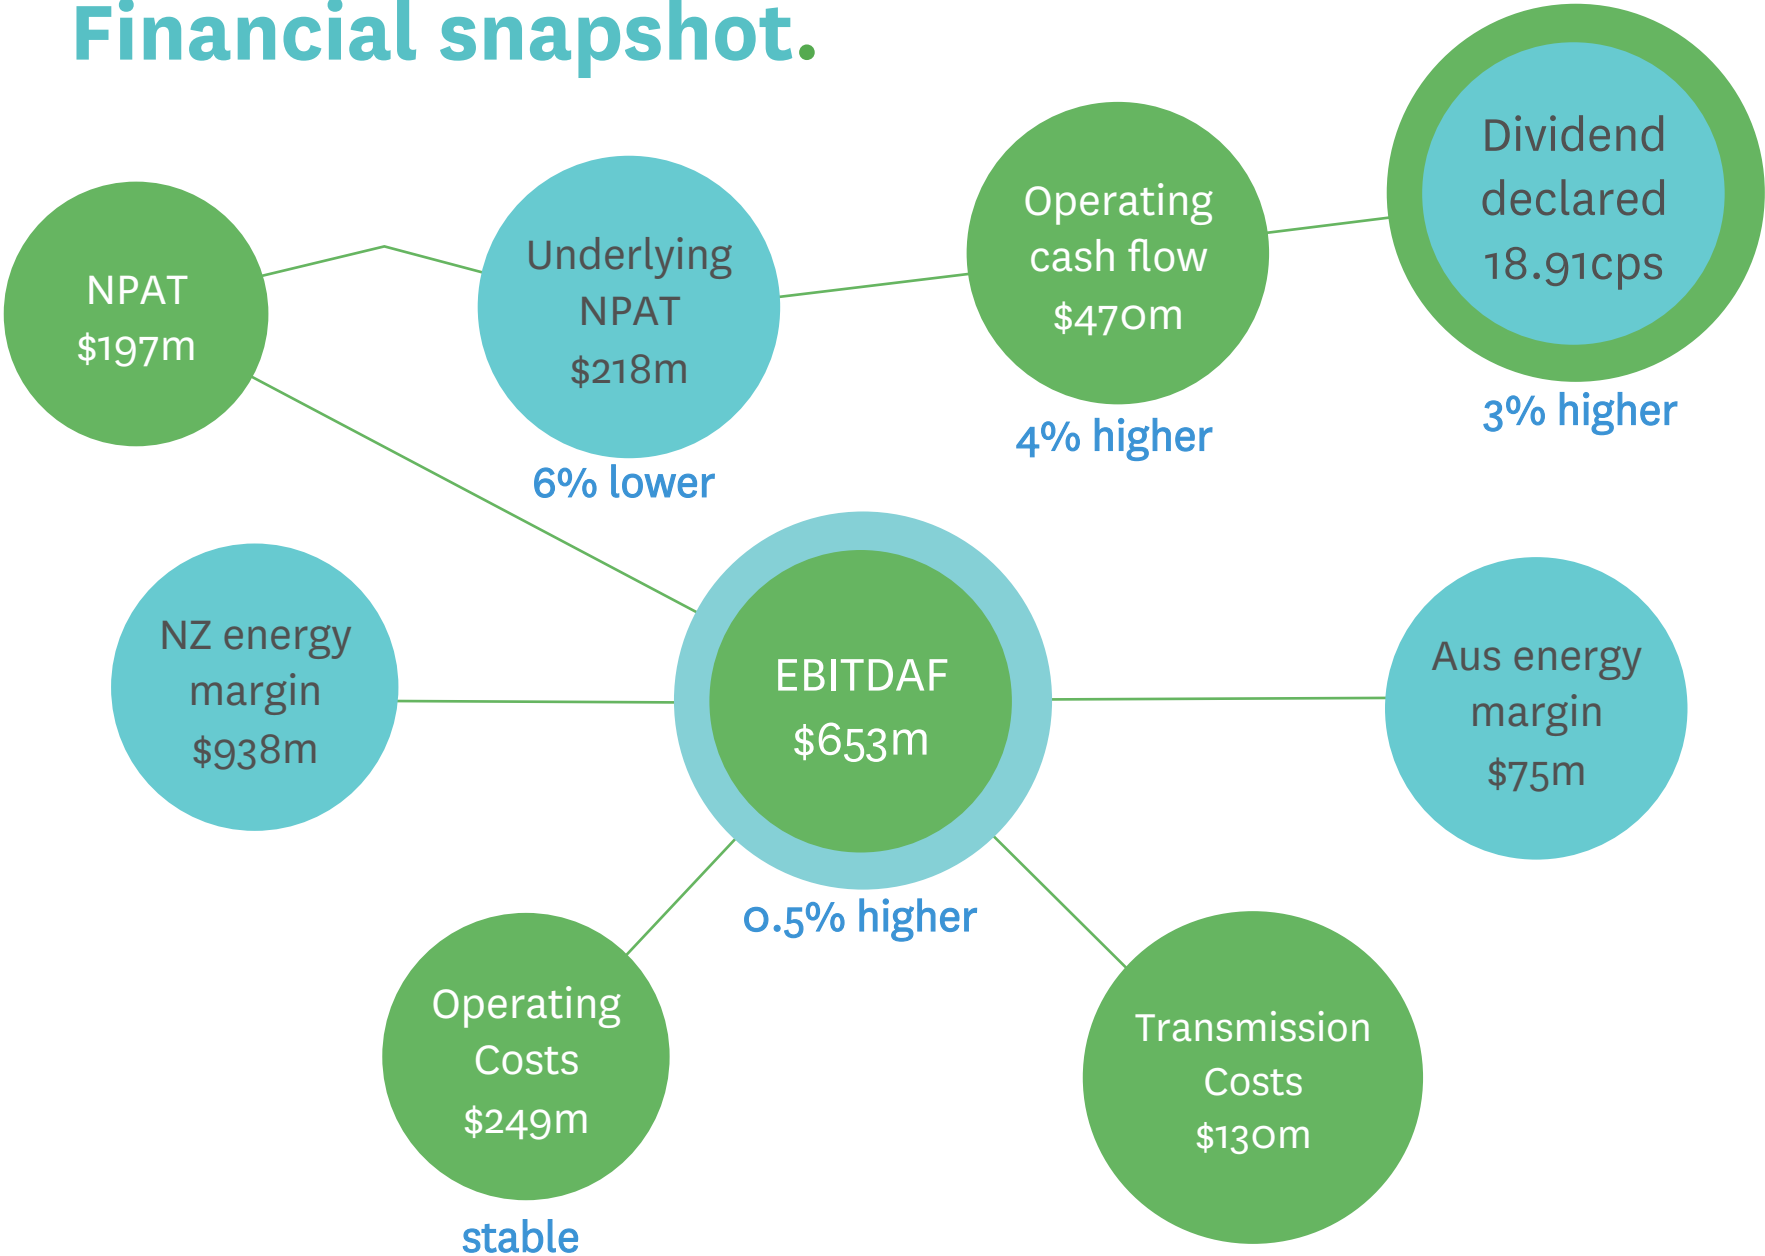 Financial snapshot.
NPAT
$197m
Underlying
NPAT
$218m
6% lower
Operating
cash flow
$470m
4% higher
Dividend
declared
18.91cps
3% higher
NZ energy
margin
$938m
EBITDAF
$653m
0.5% higher
Aus energy
margin
$75m
Operating
Costs
$249m
stable
Transmission
Costs
$130m